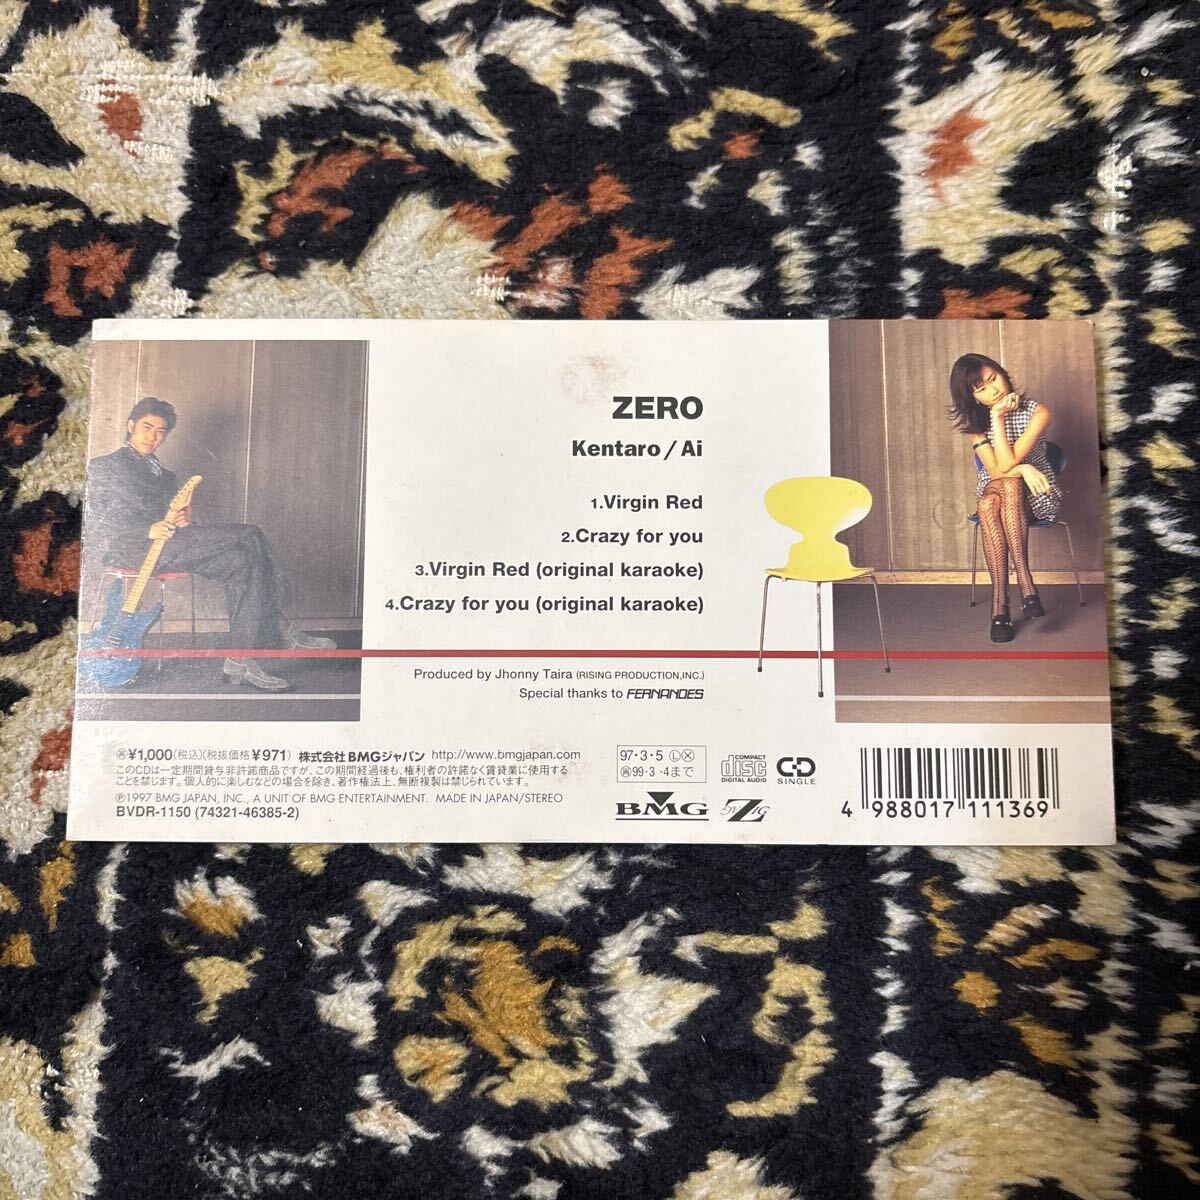 ZERO
Kentaro / Ai
1.Virgin Red
2.Crazy for you
3.Virgin Red (original karaoke)
4.Crazy for you (original karaoke)
Produced by Jhonny Taira (RISING PRODUCTION,INC.)
Special thanks to FERNANDES
再¥1,000(税込)(税抜価格¥971) 株式会社BMGジャパン http://www.bmgjapan.com
このCDは一定期間貸与非許諾商品ですが、この期間経過後も、権利者の許諾なく賃貸業に使用する
ことを禁じます。個人的に楽しむなどの場合を除き、著作権法上、無断複製は禁じられています。
Ⓟ1997 BMG JAPAN, INC., A UNIT OF BMG ENTERTAINMENT. MADE IN JAPAN/STEREO
BVDR-1150 (74321-46385-2)
97・3・5 Ⓛ Ⓧ
再99・3・4まで
COMPACT disc DIGITAL AUDIO
CD SINGLE
BMG
4 988017 111369